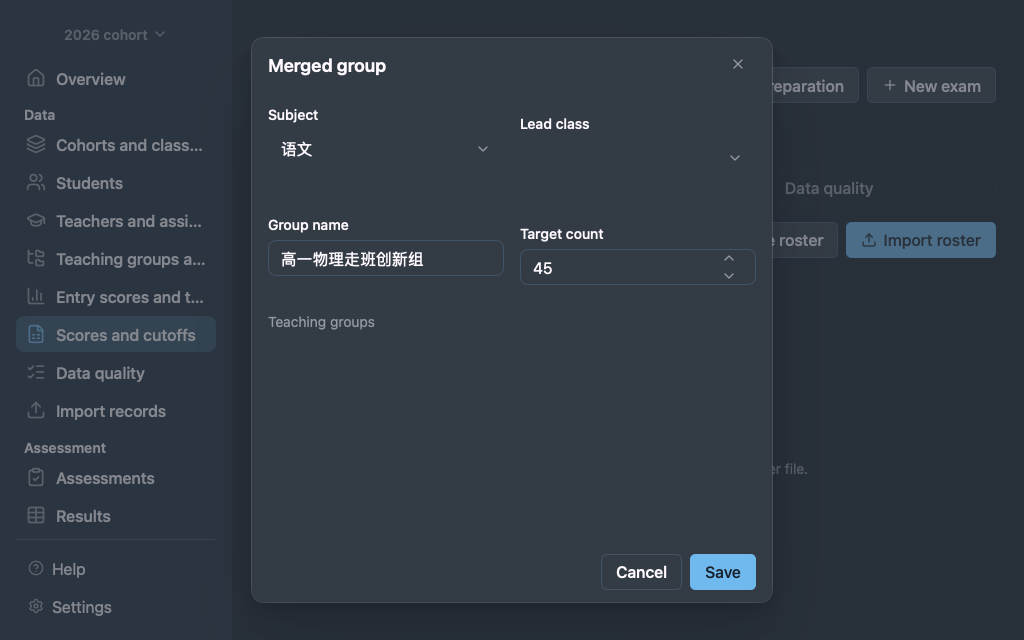 2026 cohort
Overview
Data
Cohorts and class...
Students
Teachers and assi...
Teaching groups a...
Entry scores and t...
Scores and cutoffs
Data quality
Import records
Assessment
Assessments
Results
Help
Settings
reparation
New exam
Data quality
e roster
Import roster
er file.
Merged group
Subject
语文
Lead class
Group name
高一物理走班创新组
Target count
45
Teaching groups
Cancel
Save